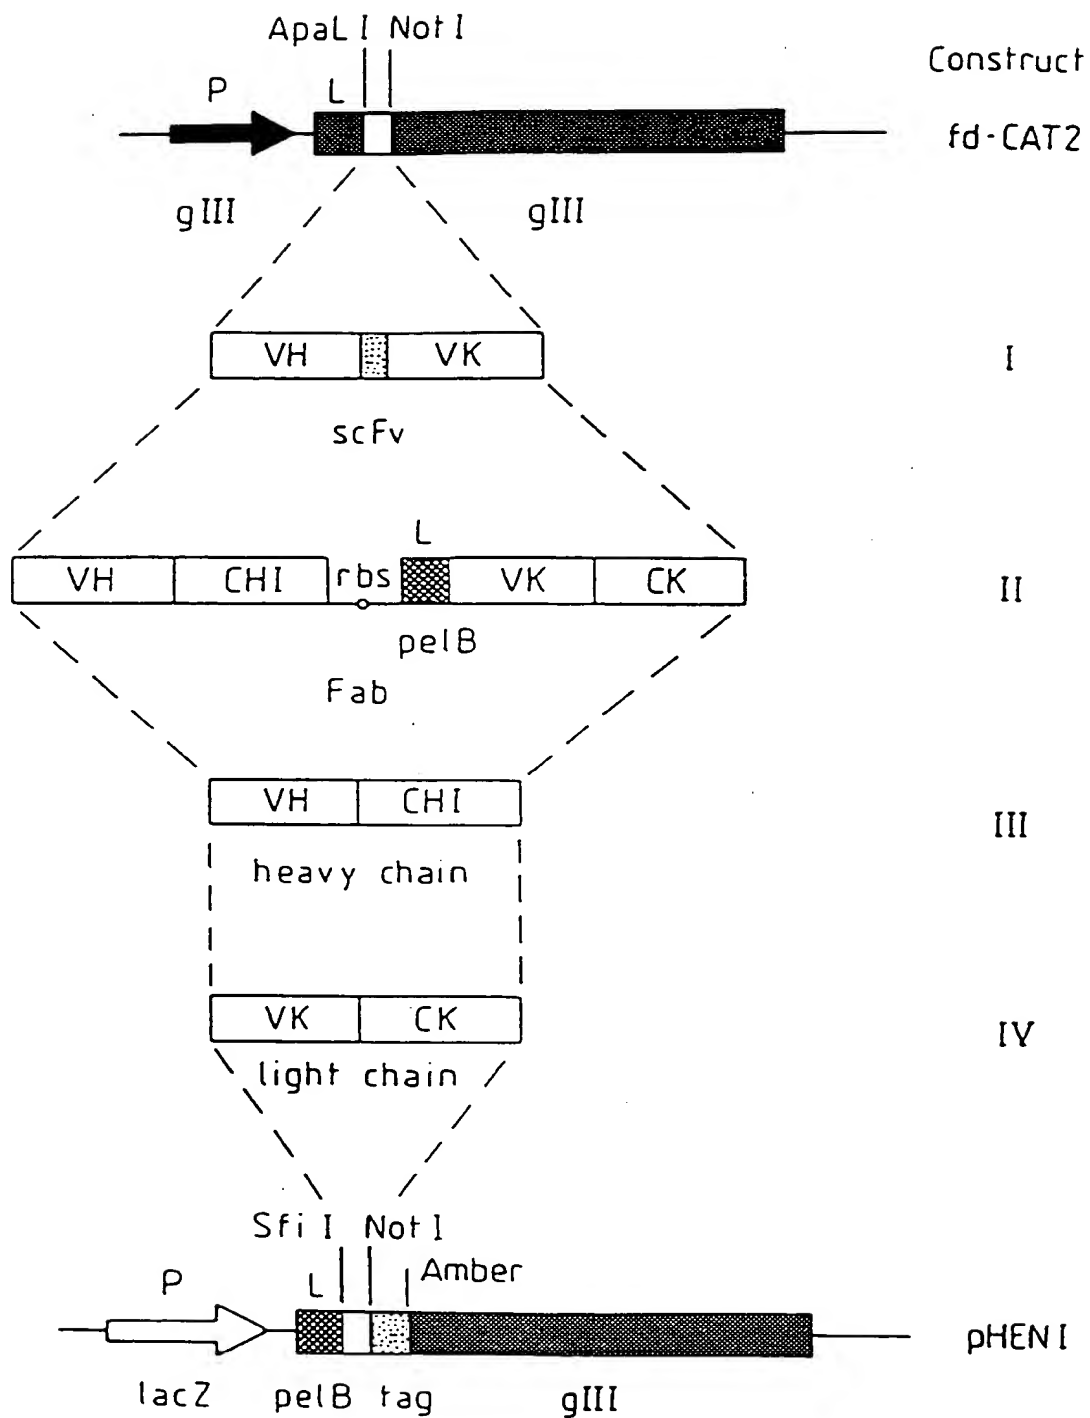 ApaL I Not I
Construct
P L
fd-CAT2
gIII gIII
VH VK
I
scFv
L
VH CHI rbs VK CK
II
pelB
Fab
VH CHI
III
heavy chain
VK CK
IV
light chain
Sfi I Not I
Amber
P L
pHEN I
lacZ pelB tag gIII